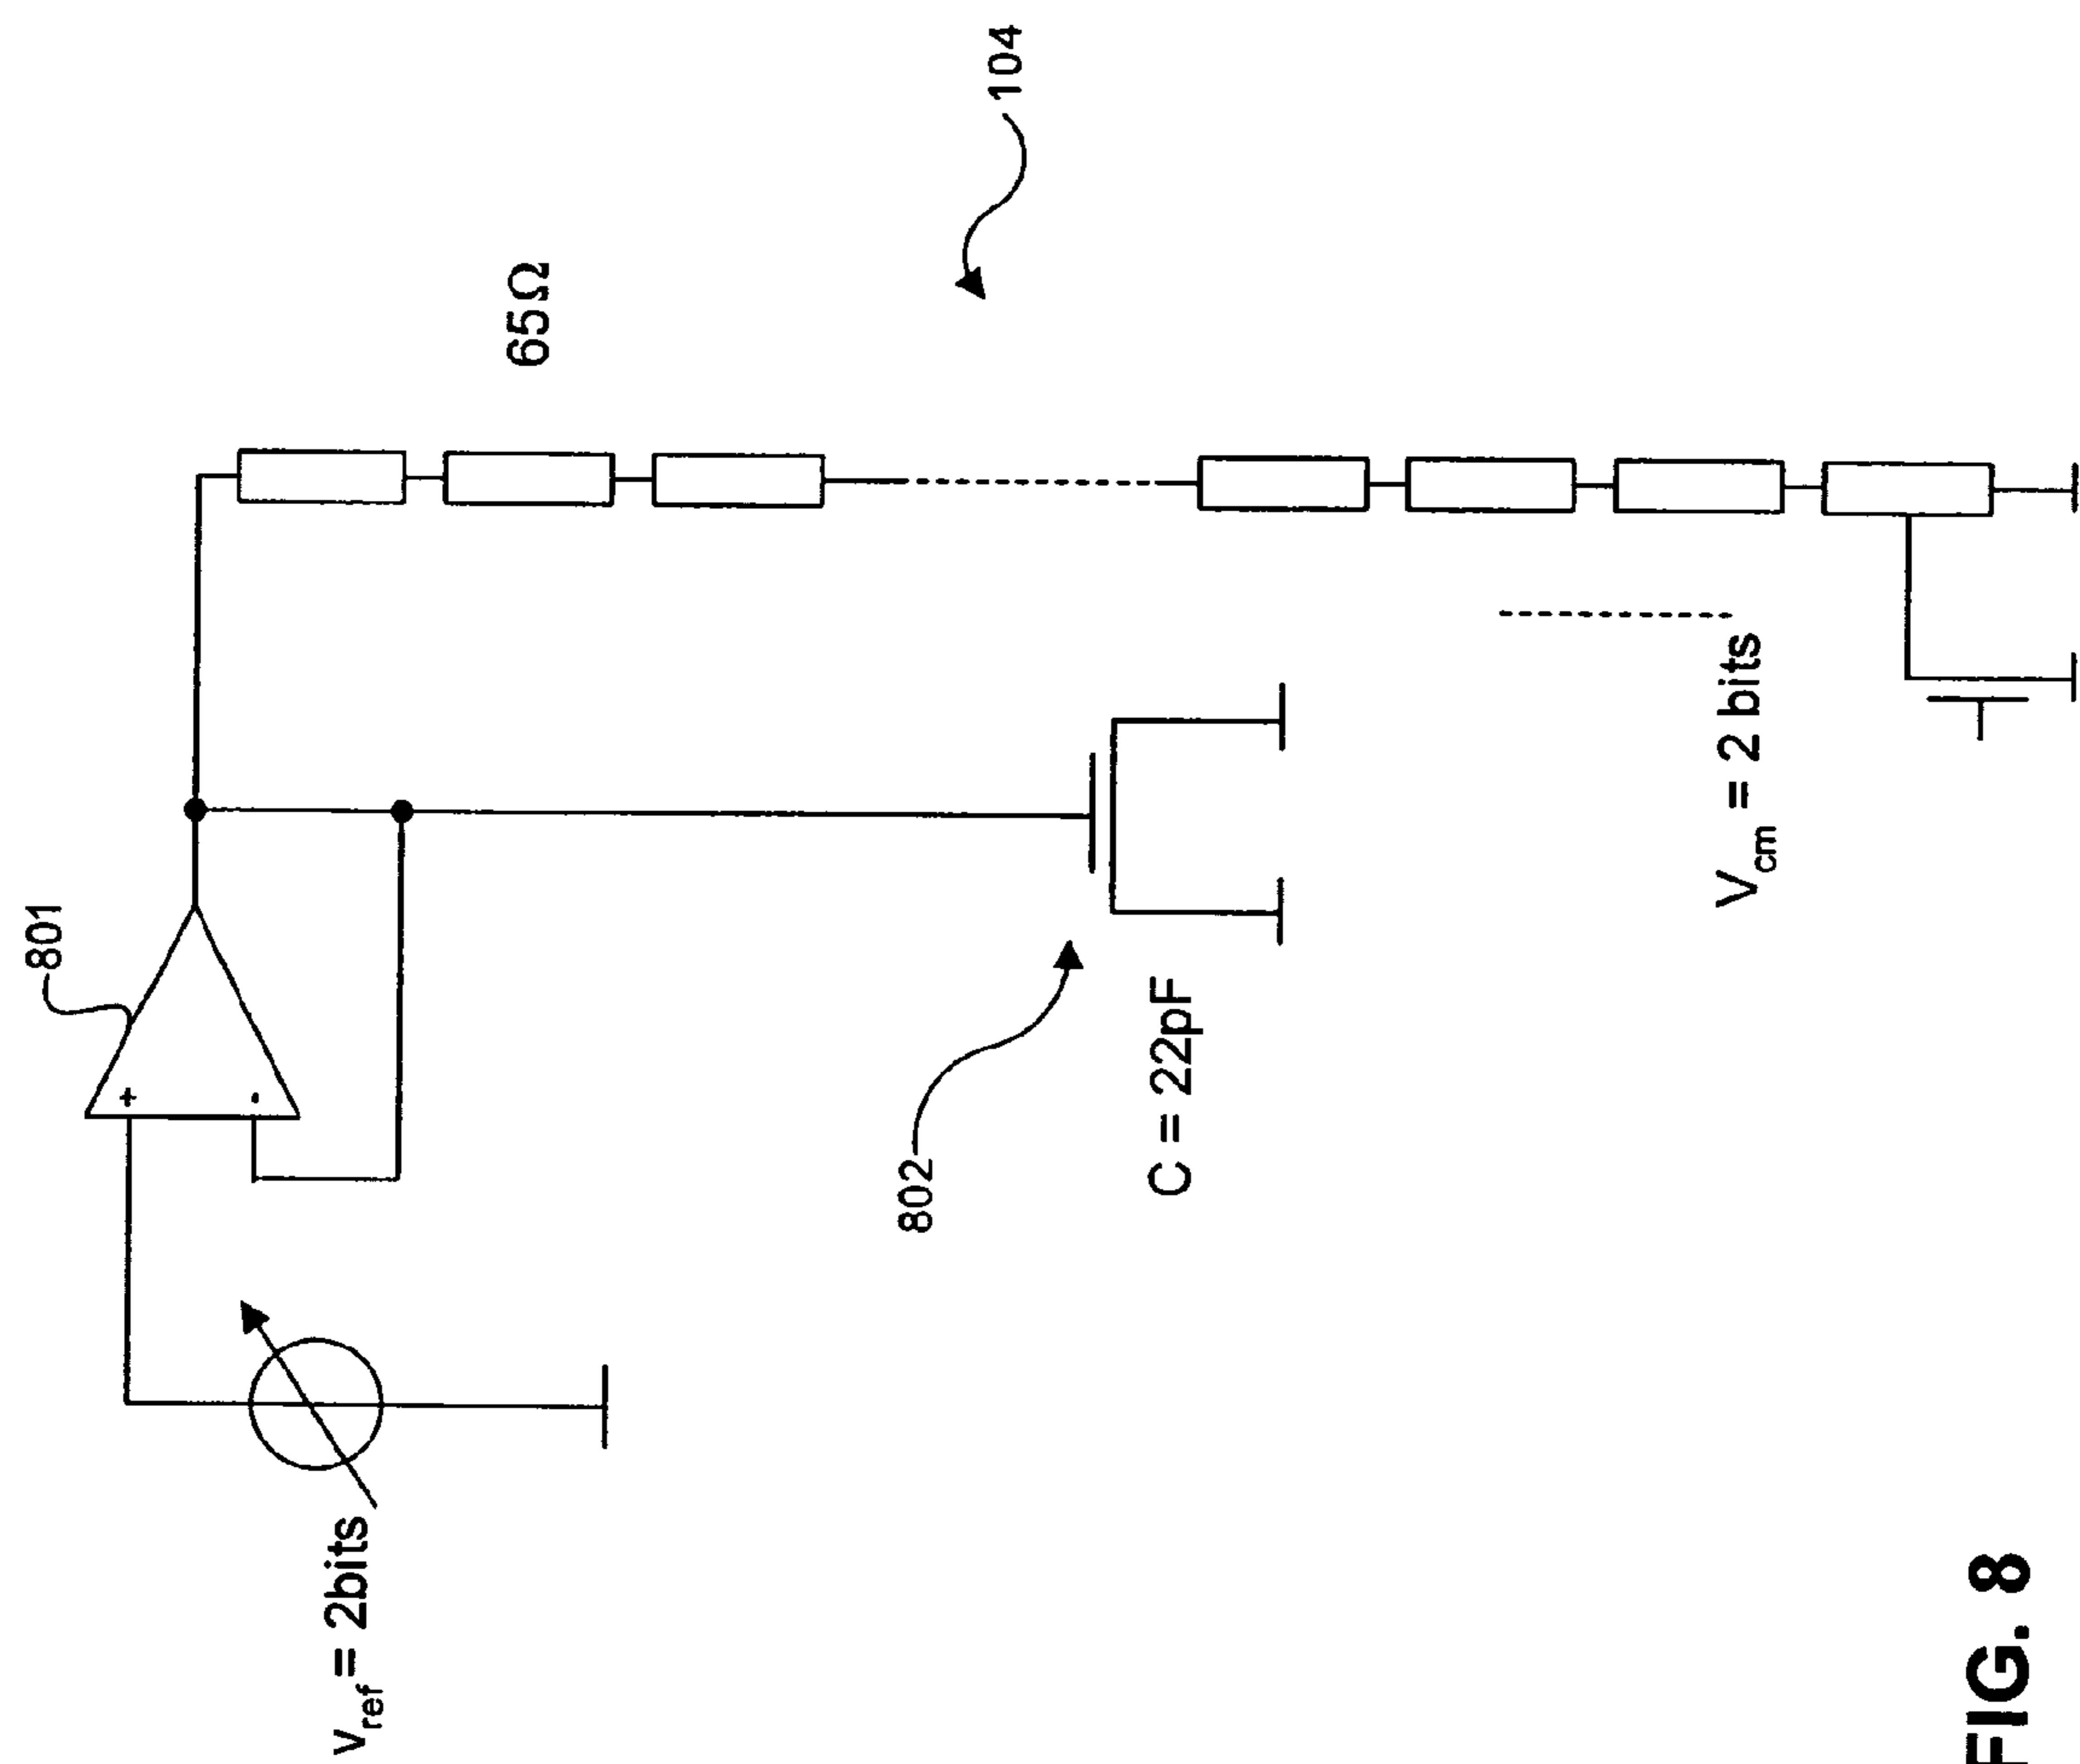 801
104
65Ω
+
-
V_ref = 2bits
802
C = 22pF
V_cm = 2 bits
FIG. 8